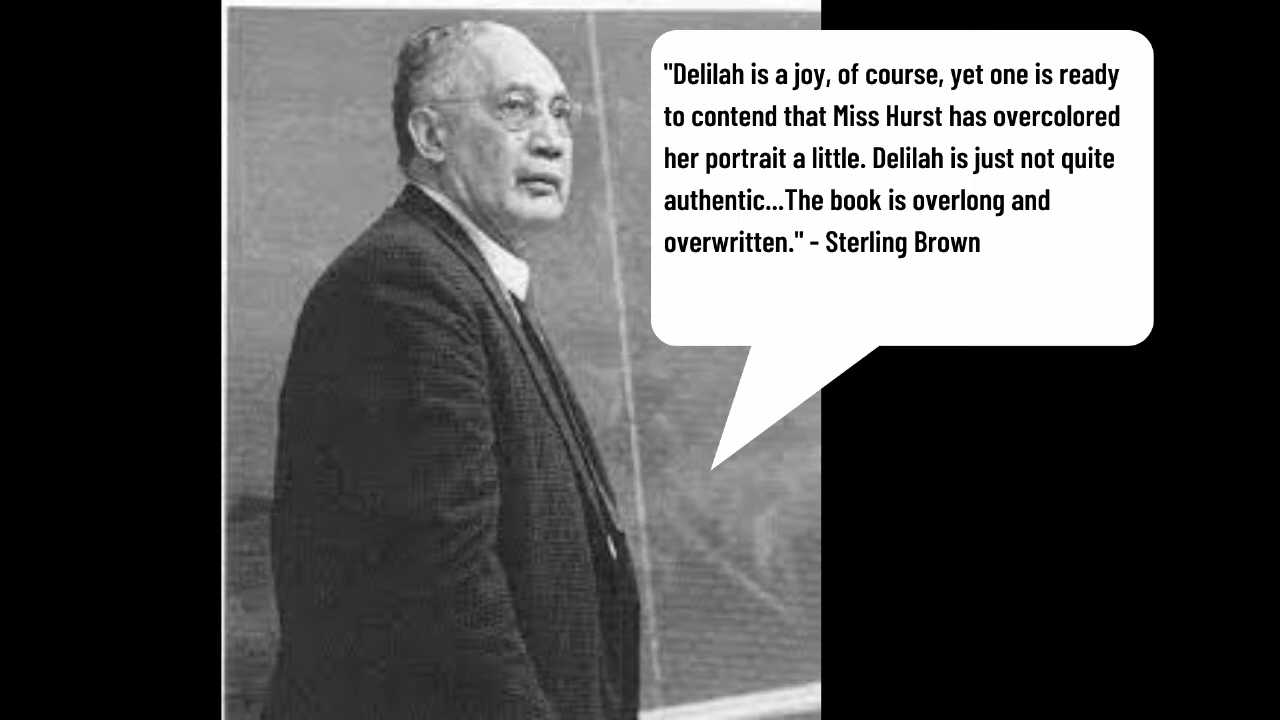 "Delilah is a joy, of course, yet one is ready
to contend that Miss Hurst has overcolored
her portrait a little. Delilah is just not quite
authentic...The book is overlong and
overwritten." - Sterling Brown